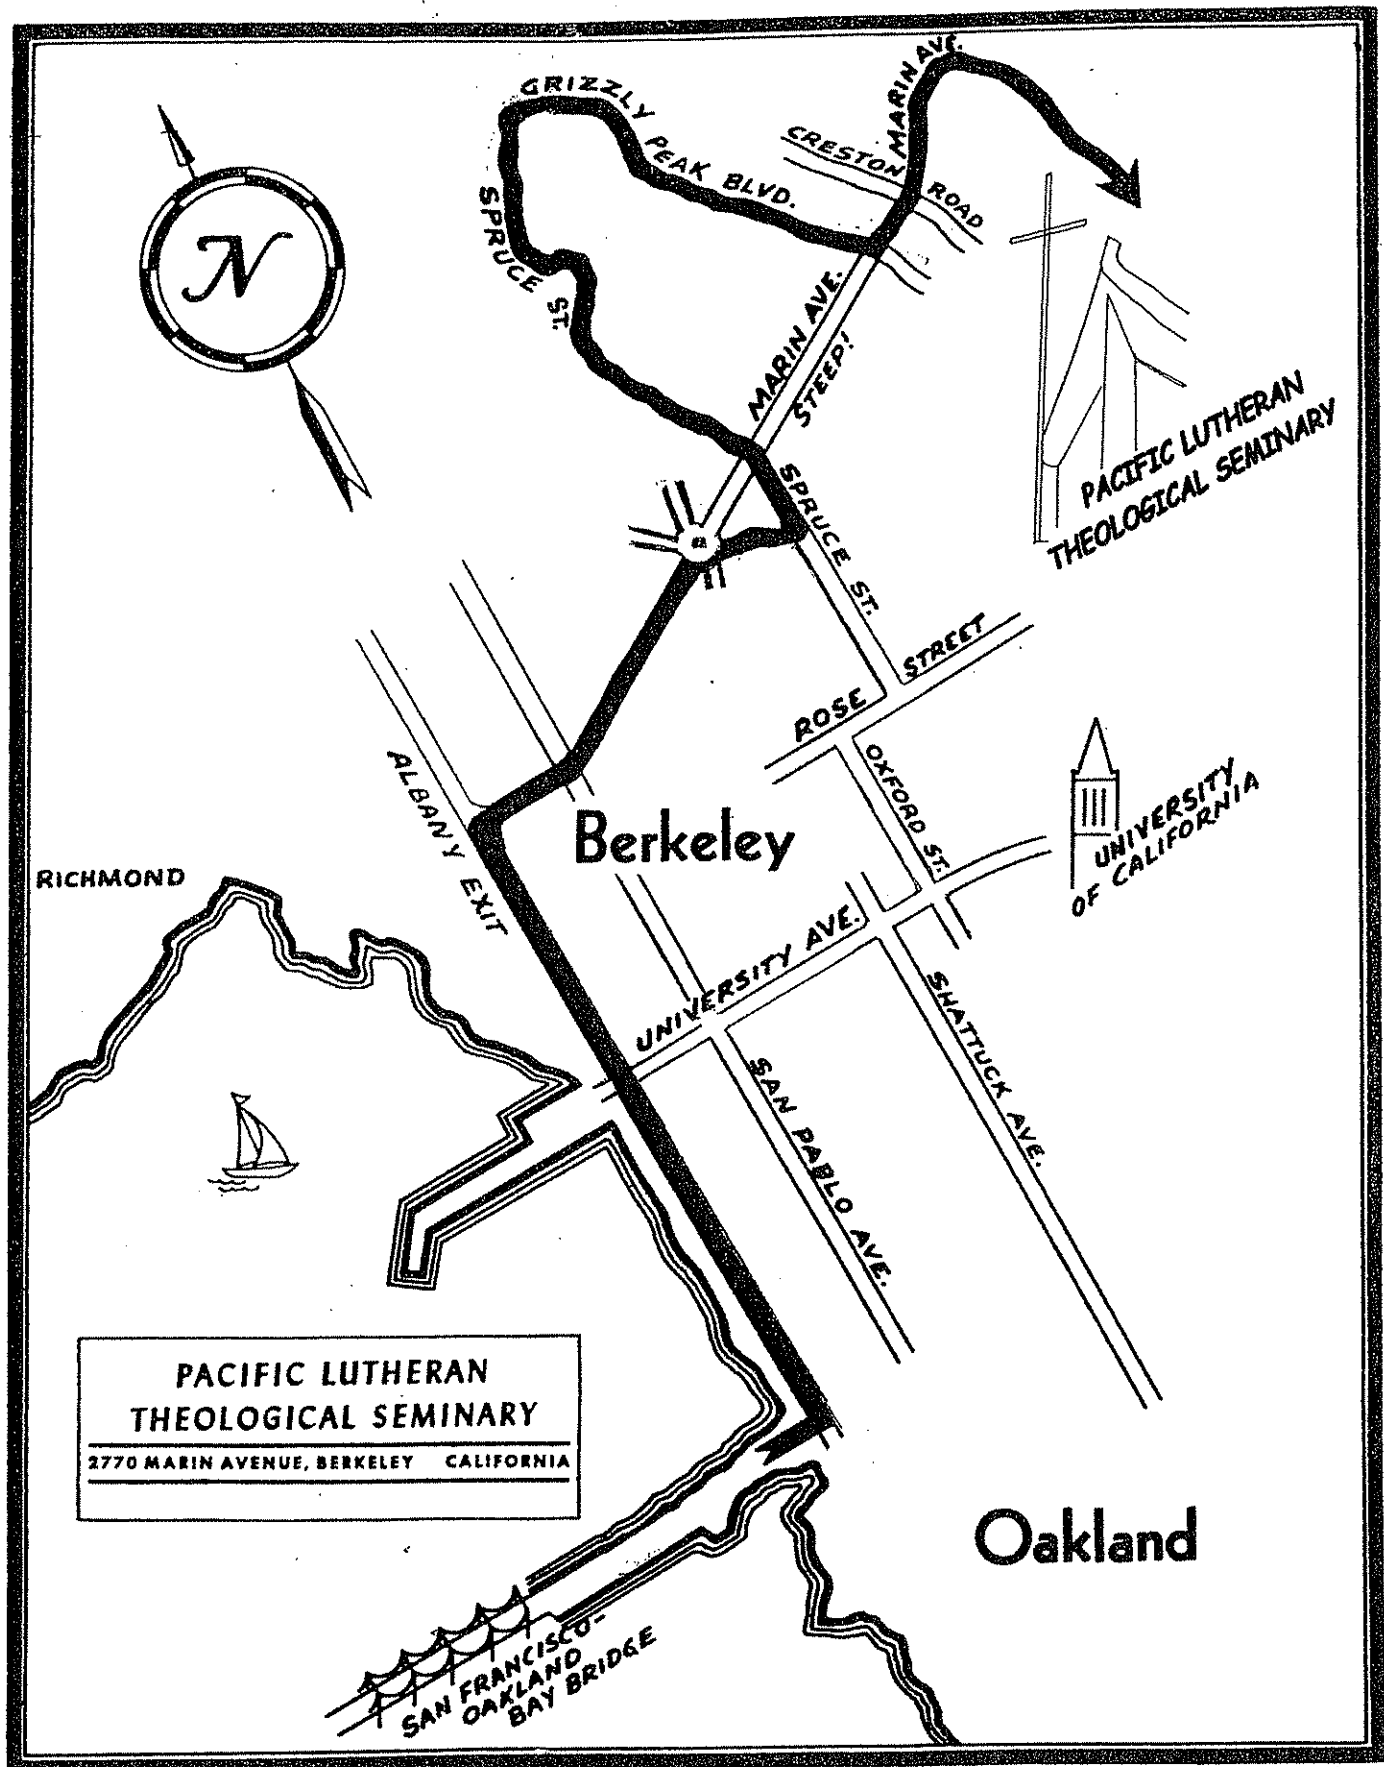 MARIN AVE.
GRIZZLY
PEAK BLVD.
CRESTON
ROAD
SPRUCE
ST.
N
MARIN AVE.
STEEP!
PACIFIC LUTHERAN
THEOLOGICAL SEMINARY
SPRUCE ST.
ROSE STREET
OXFORD ST.
ALBANY EXIT
Berkeley
UNIVERSITY
OF CALIFORNIA
RICHMOND
UNIVERSITY AVE.
SHATTUCK AVE.
SAN PABLO AVE.
PACIFIC LUTHERAN
THEOLOGICAL SEMINARY
2770 MARIN AVENUE, BERKELEY CALIFORNIA
Oakland
SAN FRANCISCO-
OAKLAND
BAY BRIDGE